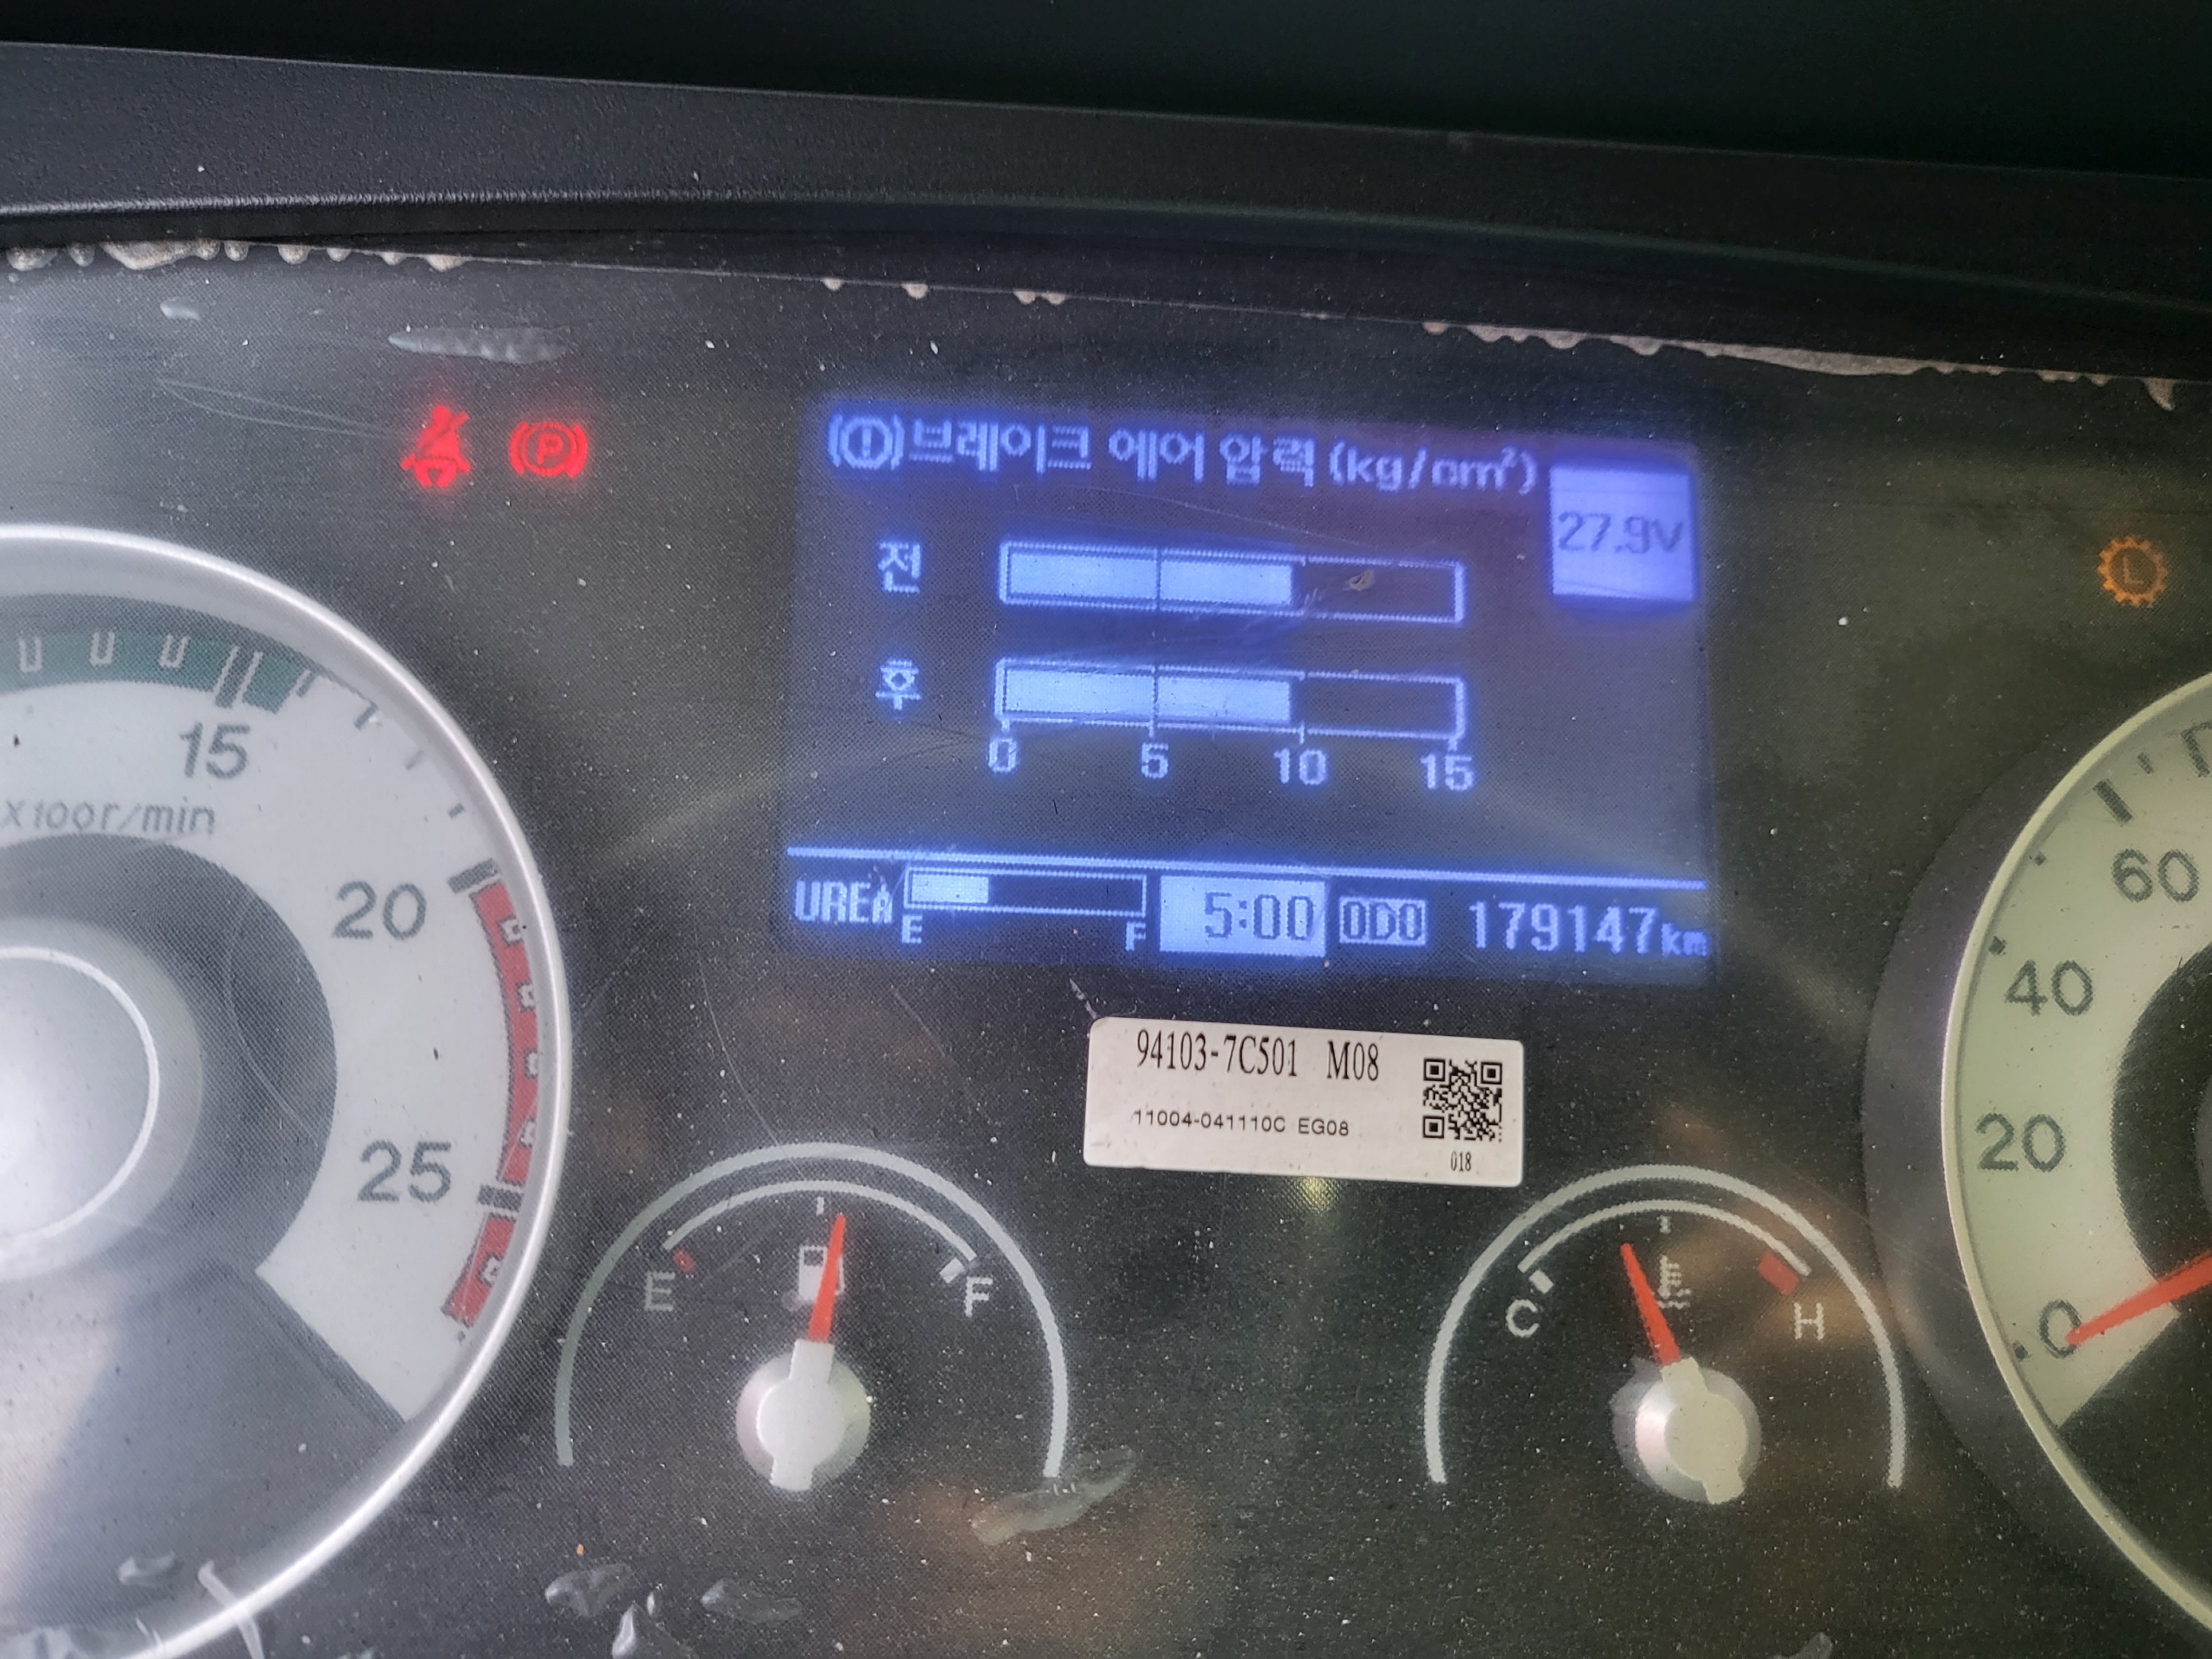 (!) 브레이크 에어 압력 (kg/cm²)
27.9V
전
후
0 5 10 15
UREA E F 5:00 ODO 179147 km
P
L
15
X100r/min
20
25
94103-7C501 M08
11004-041110C EG08
018
E F
C H
60
40
20
0